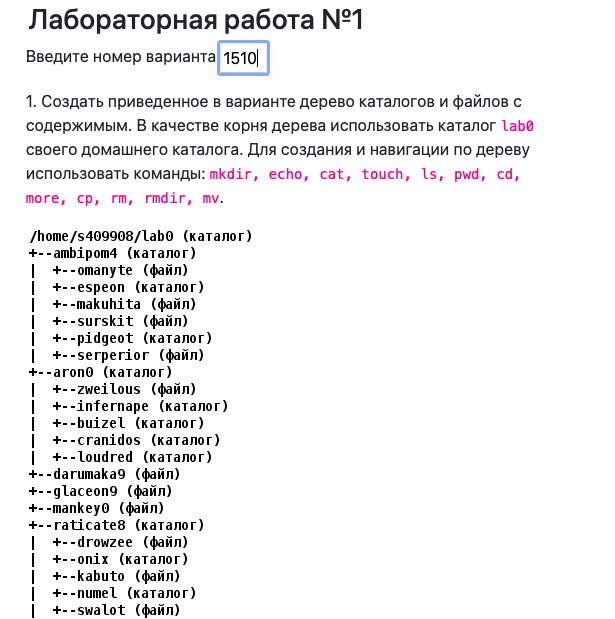 Лабораторная работа №1
Введите номер варианта 1510
1. Создать приведенное в варианте дерево каталогов и файлов с
содержимым. В качестве корня дерева использовать каталог lab0
своего домашнего каталога. Для создания и навигации по дереву
использовать команды: mkdir, echo, cat, touch, ls, pwd, cd,
more, cp, rm, rmdir, mv.
/home/s409908/lab0 (каталог)
+--ambipom4 (каталог)
|  +--omanyte (файл)
|  +--espeon (каталог)
|  +--makuhita (файл)
|  +--surskit (файл)
|  +--pidgeot (каталог)
|  +--serperior (файл)
+--aron0 (каталог)
|  +--zweilous (файл)
|  +--infernape (каталог)
|  +--buizel (каталог)
|  +--cranidos (каталог)
|  +--loudred (каталог)
+--darumaka9 (файл)
+--glaceon9 (файл)
+--mankey0 (файл)
+--raticate8 (каталог)
|  +--drowzee (файл)
|  +--onix (каталог)
|  +--kabuto (файл)
|  +--numel (каталог)
|  +--swalot (файл)